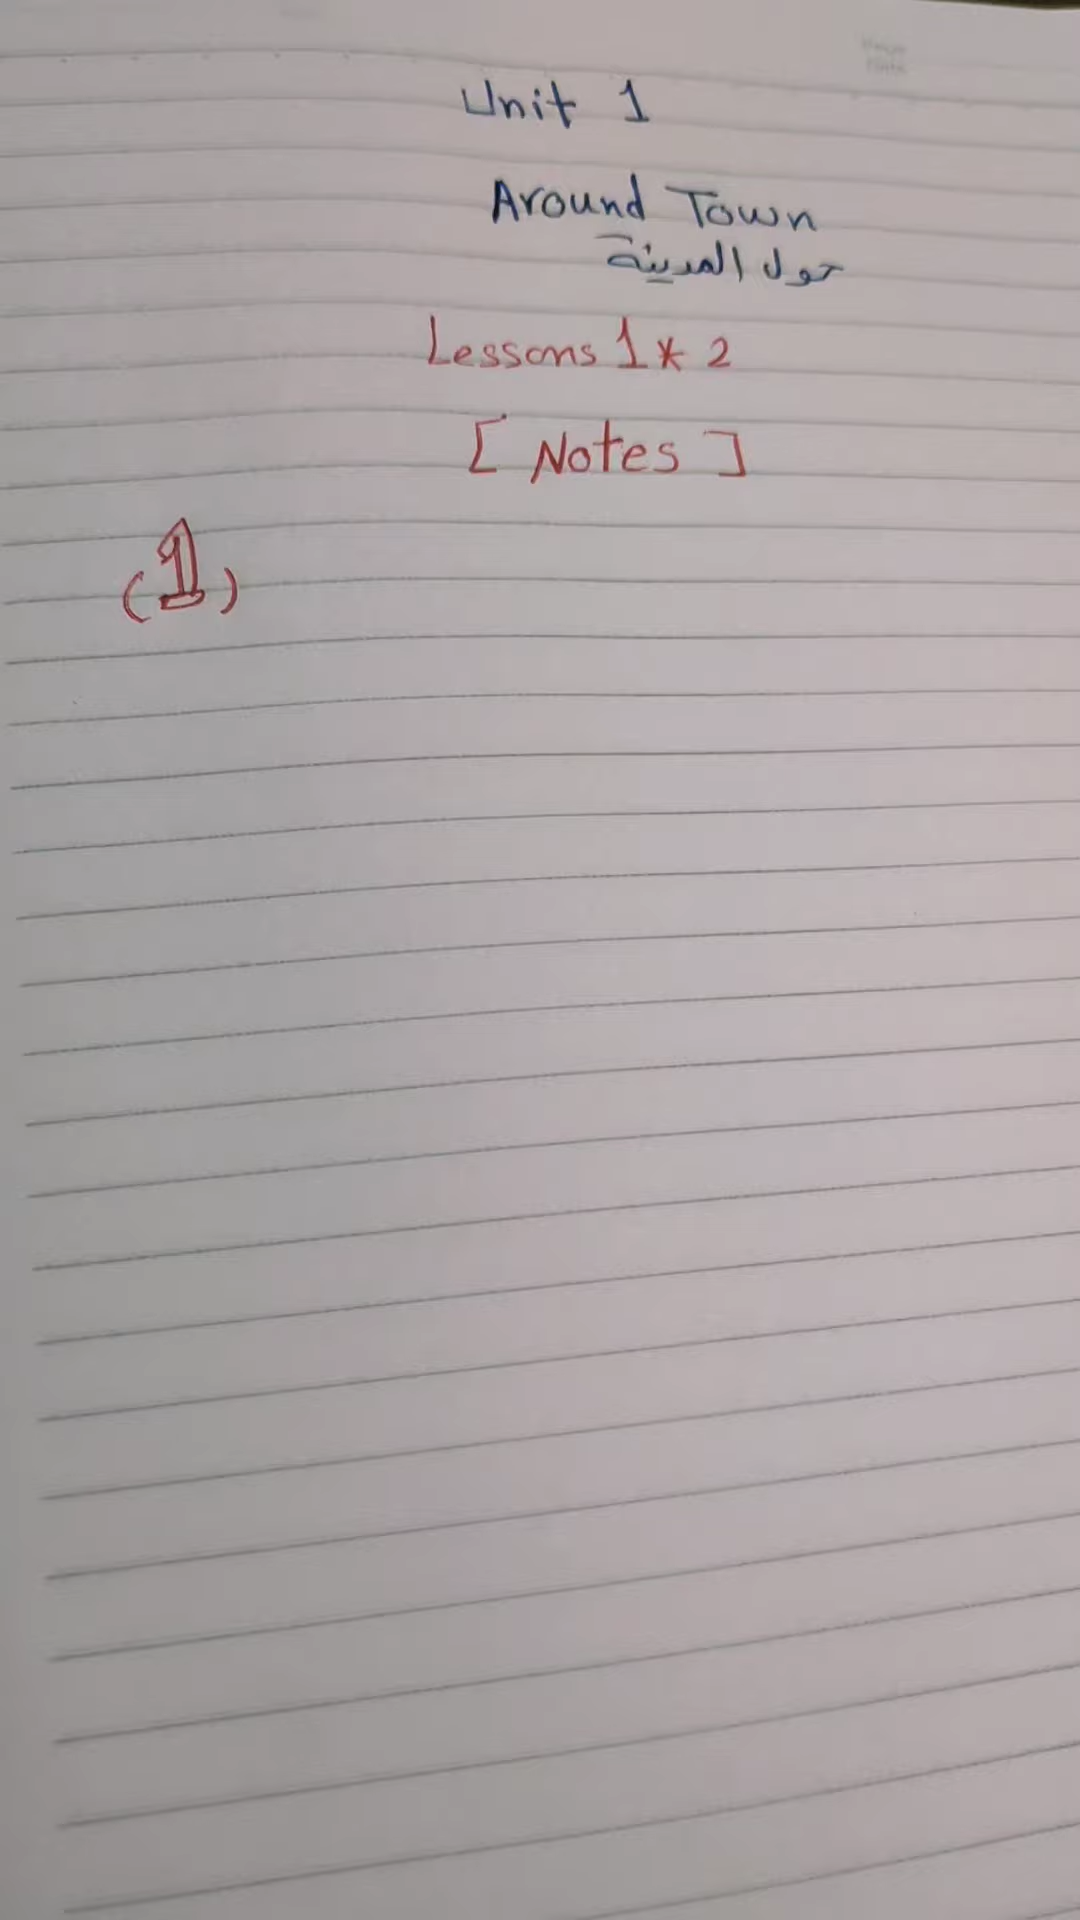 Unit 1
Around Town
حول المدينة
Lessons 1 * 2
[ Notes ]
(1)